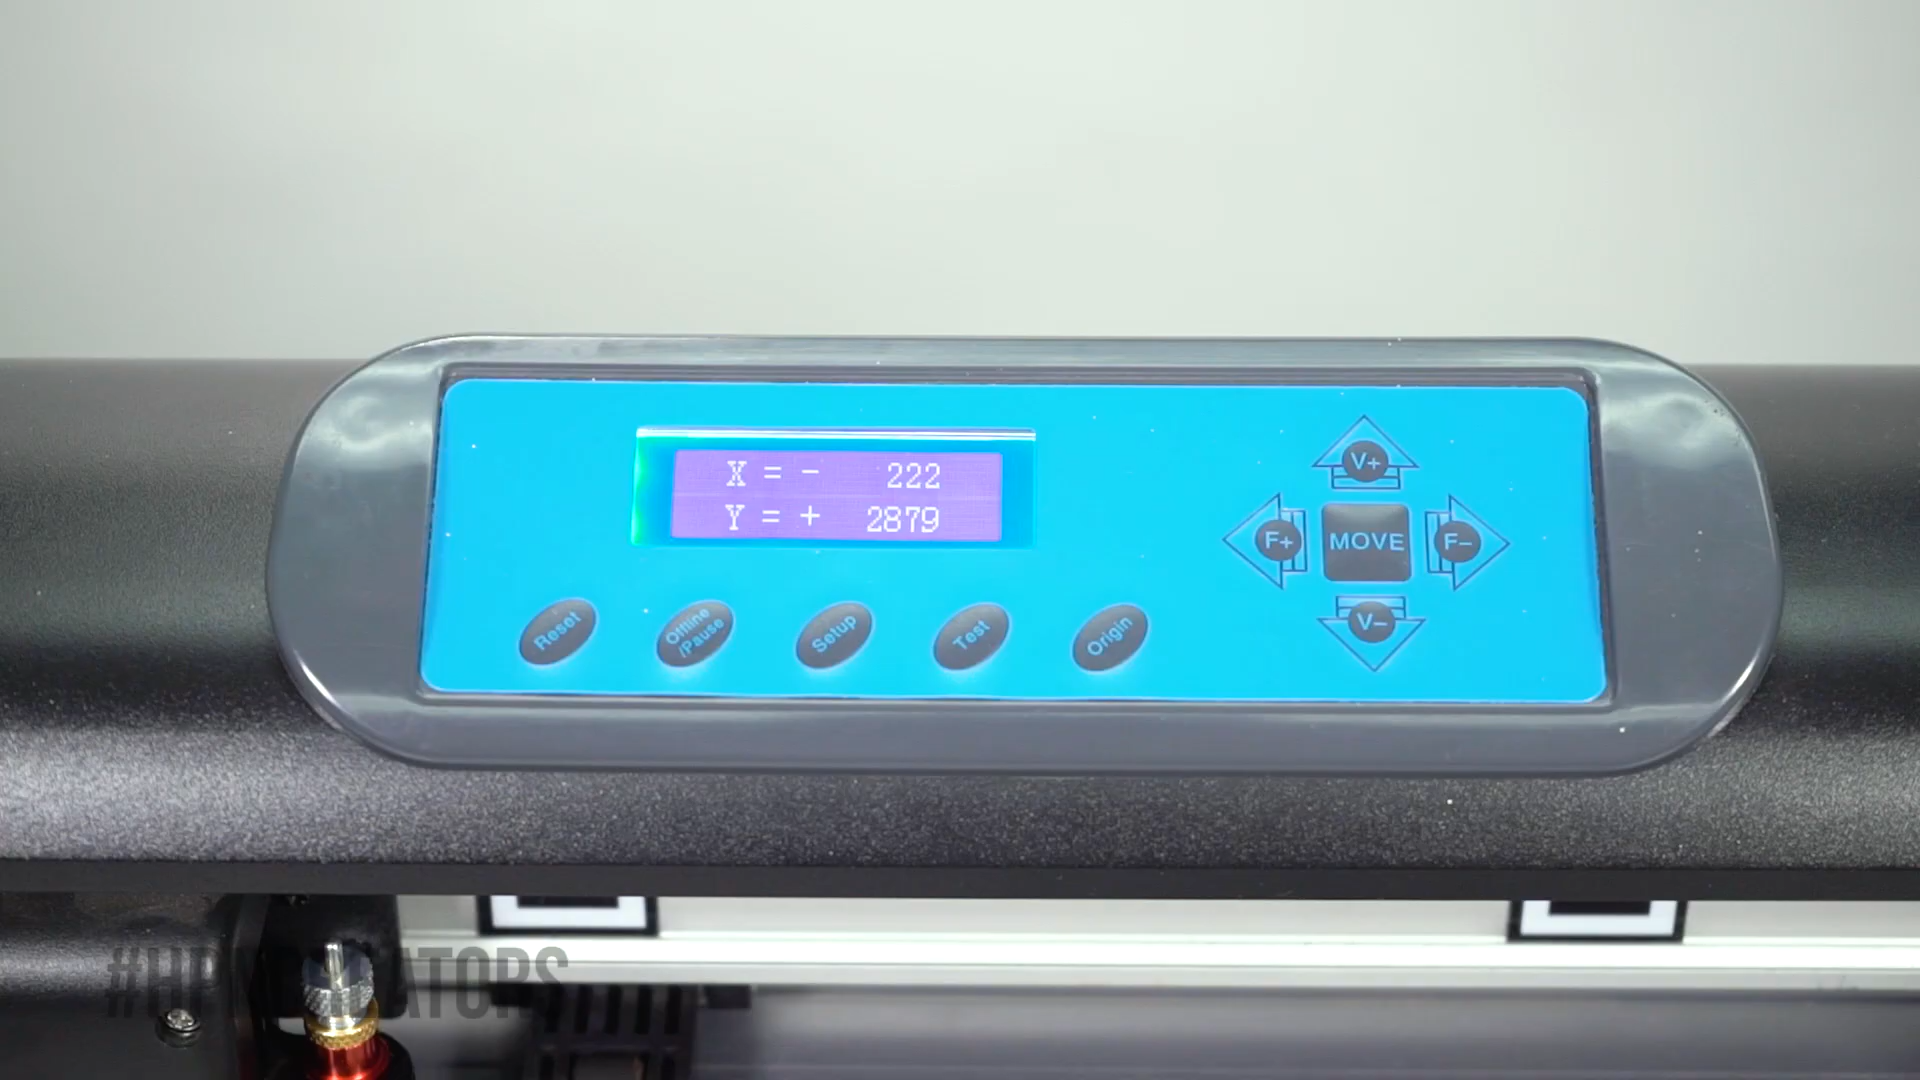 X = - 222
Y = + 2879
V+
F+ MOVE F-
V-
Reset Offline/Pause Setup Test Origin